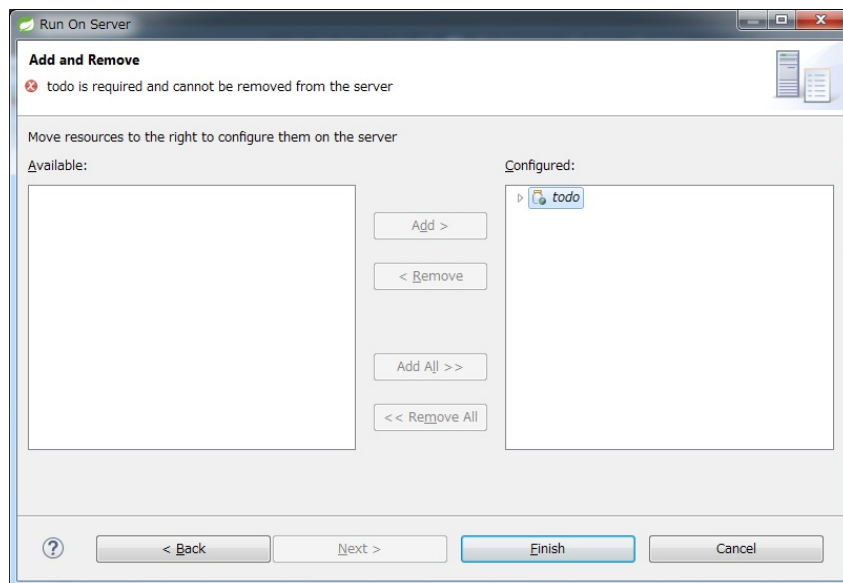 Run On Server
Add and Remove
todo is required and cannot be removed from the server
Move resources to the right to configure them on the server
Available:
Configured:
todo
Add >
< Remove
Add All >>
<< Remove All
?
< Back
Next >
Finish
Cancel